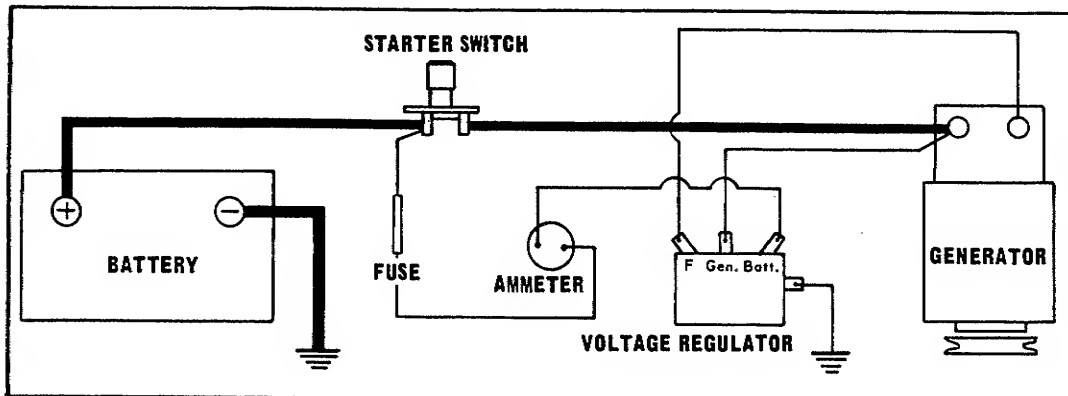 STARTER SWITCH
+
−
BATTERY
FUSE
AMMETER
F Gen. Batt.
VOLTAGE REGULATOR
GENERATOR